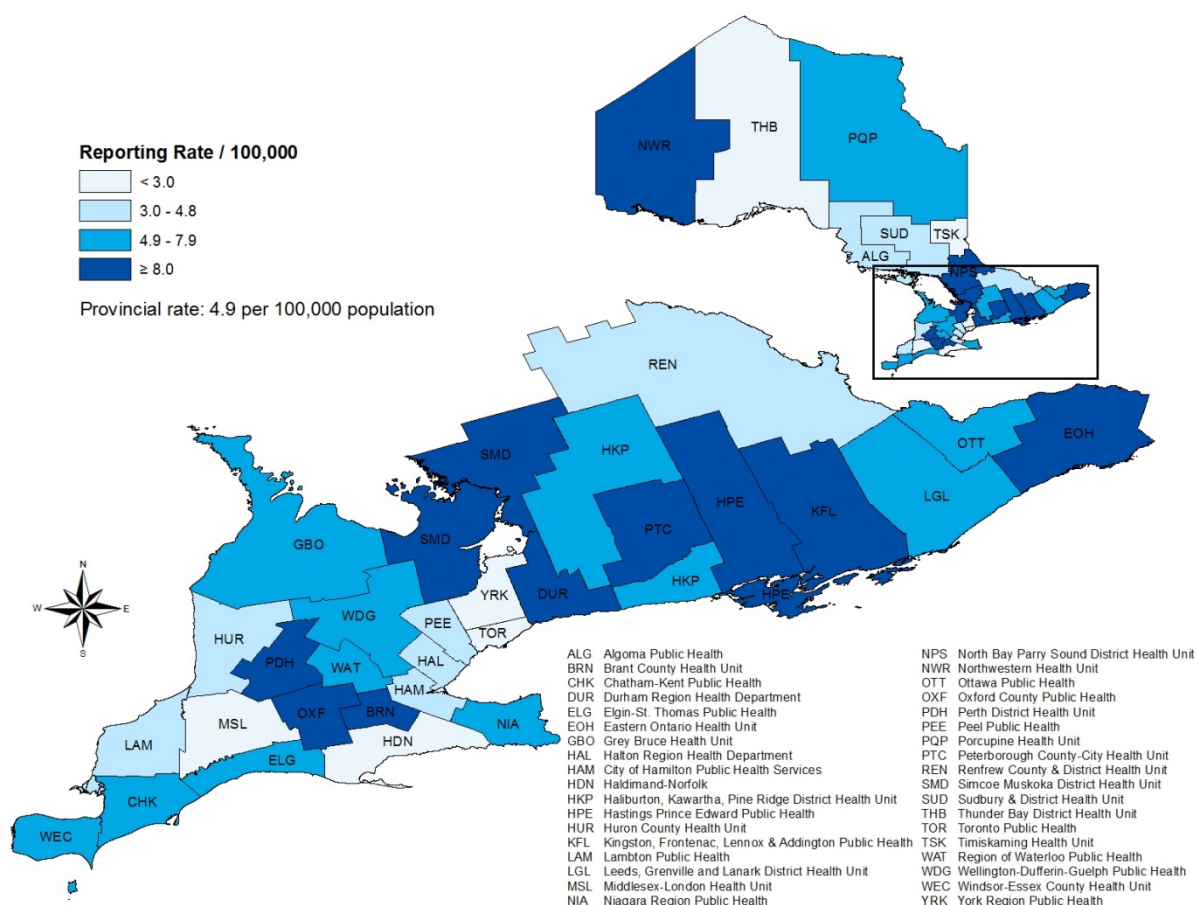 Reporting Rate / 100,000
< 3.0
3.0 - 4.8
4.9 - 7.9
≥ 8.0
Provincial rate: 4.9 per 100,000 population
NWR
THB
PQP
SUD
TSK
ALG
NPS
REN
SMD
HKP
OTT
EOH
HPE
LGL
KFL
PTC
SMD
GBO
HKP
DUR
YRK
HPE
WDG
PEE
TOR
HUR
PDH
WAT
HAL
HAM
OXF
BRN
MSL
NIA
HDN
LAM
ELG
CHK
WEC
N
W
E
S
ALG Algoma Public Health
BRN Brant County Health Unit
CHK Chatham-Kent Public Health
DUR Durham Region Health Department
ELG Elgin-St. Thomas Public Health
EOH Eastern Ontario Health Unit
GBO Grey Bruce Health Unit
HAL Halton Region Health Department
HAM City of Hamilton Public Health Services
HDN Haldimand-Norfolk
HKP Haliburton, Kawartha, Pine Ridge District Health Unit
HPE Hastings Prince Edward Public Health
HUR Huron County Health Unit
KFL Kingston, Frontenac, Lennox & Addington Public Health
LAM Lambton Public Health
LGL Leeds, Grenville and Lanark District Health Unit
MSL Middlesex-London Health Unit
NIA Niagara Region Public Health
NPS North Bay Parry Sound District Health Unit
NWR Northwestern Health Unit
OTT Ottawa Public Health
OXF Oxford County Public Health
PDH Perth District Health Unit
PEE Peel Public Health
PQP Porcupine Health Unit
PTC Peterborough County-City Health Unit
REN Renfrew County & District Health Unit
SMD Simcoe Muskoka District Health Unit
SUD Sudbury & District Health Unit
THB Thunder Bay District Health Unit
TOR Toronto Public Health
TSK Timiskaming Health Unit
WAT Region of Waterloo Public Health
WDG Wellington-Dufferin-Guelph Public Health
WEC Windsor-Essex County Health Unit
YRK York Region Public Health